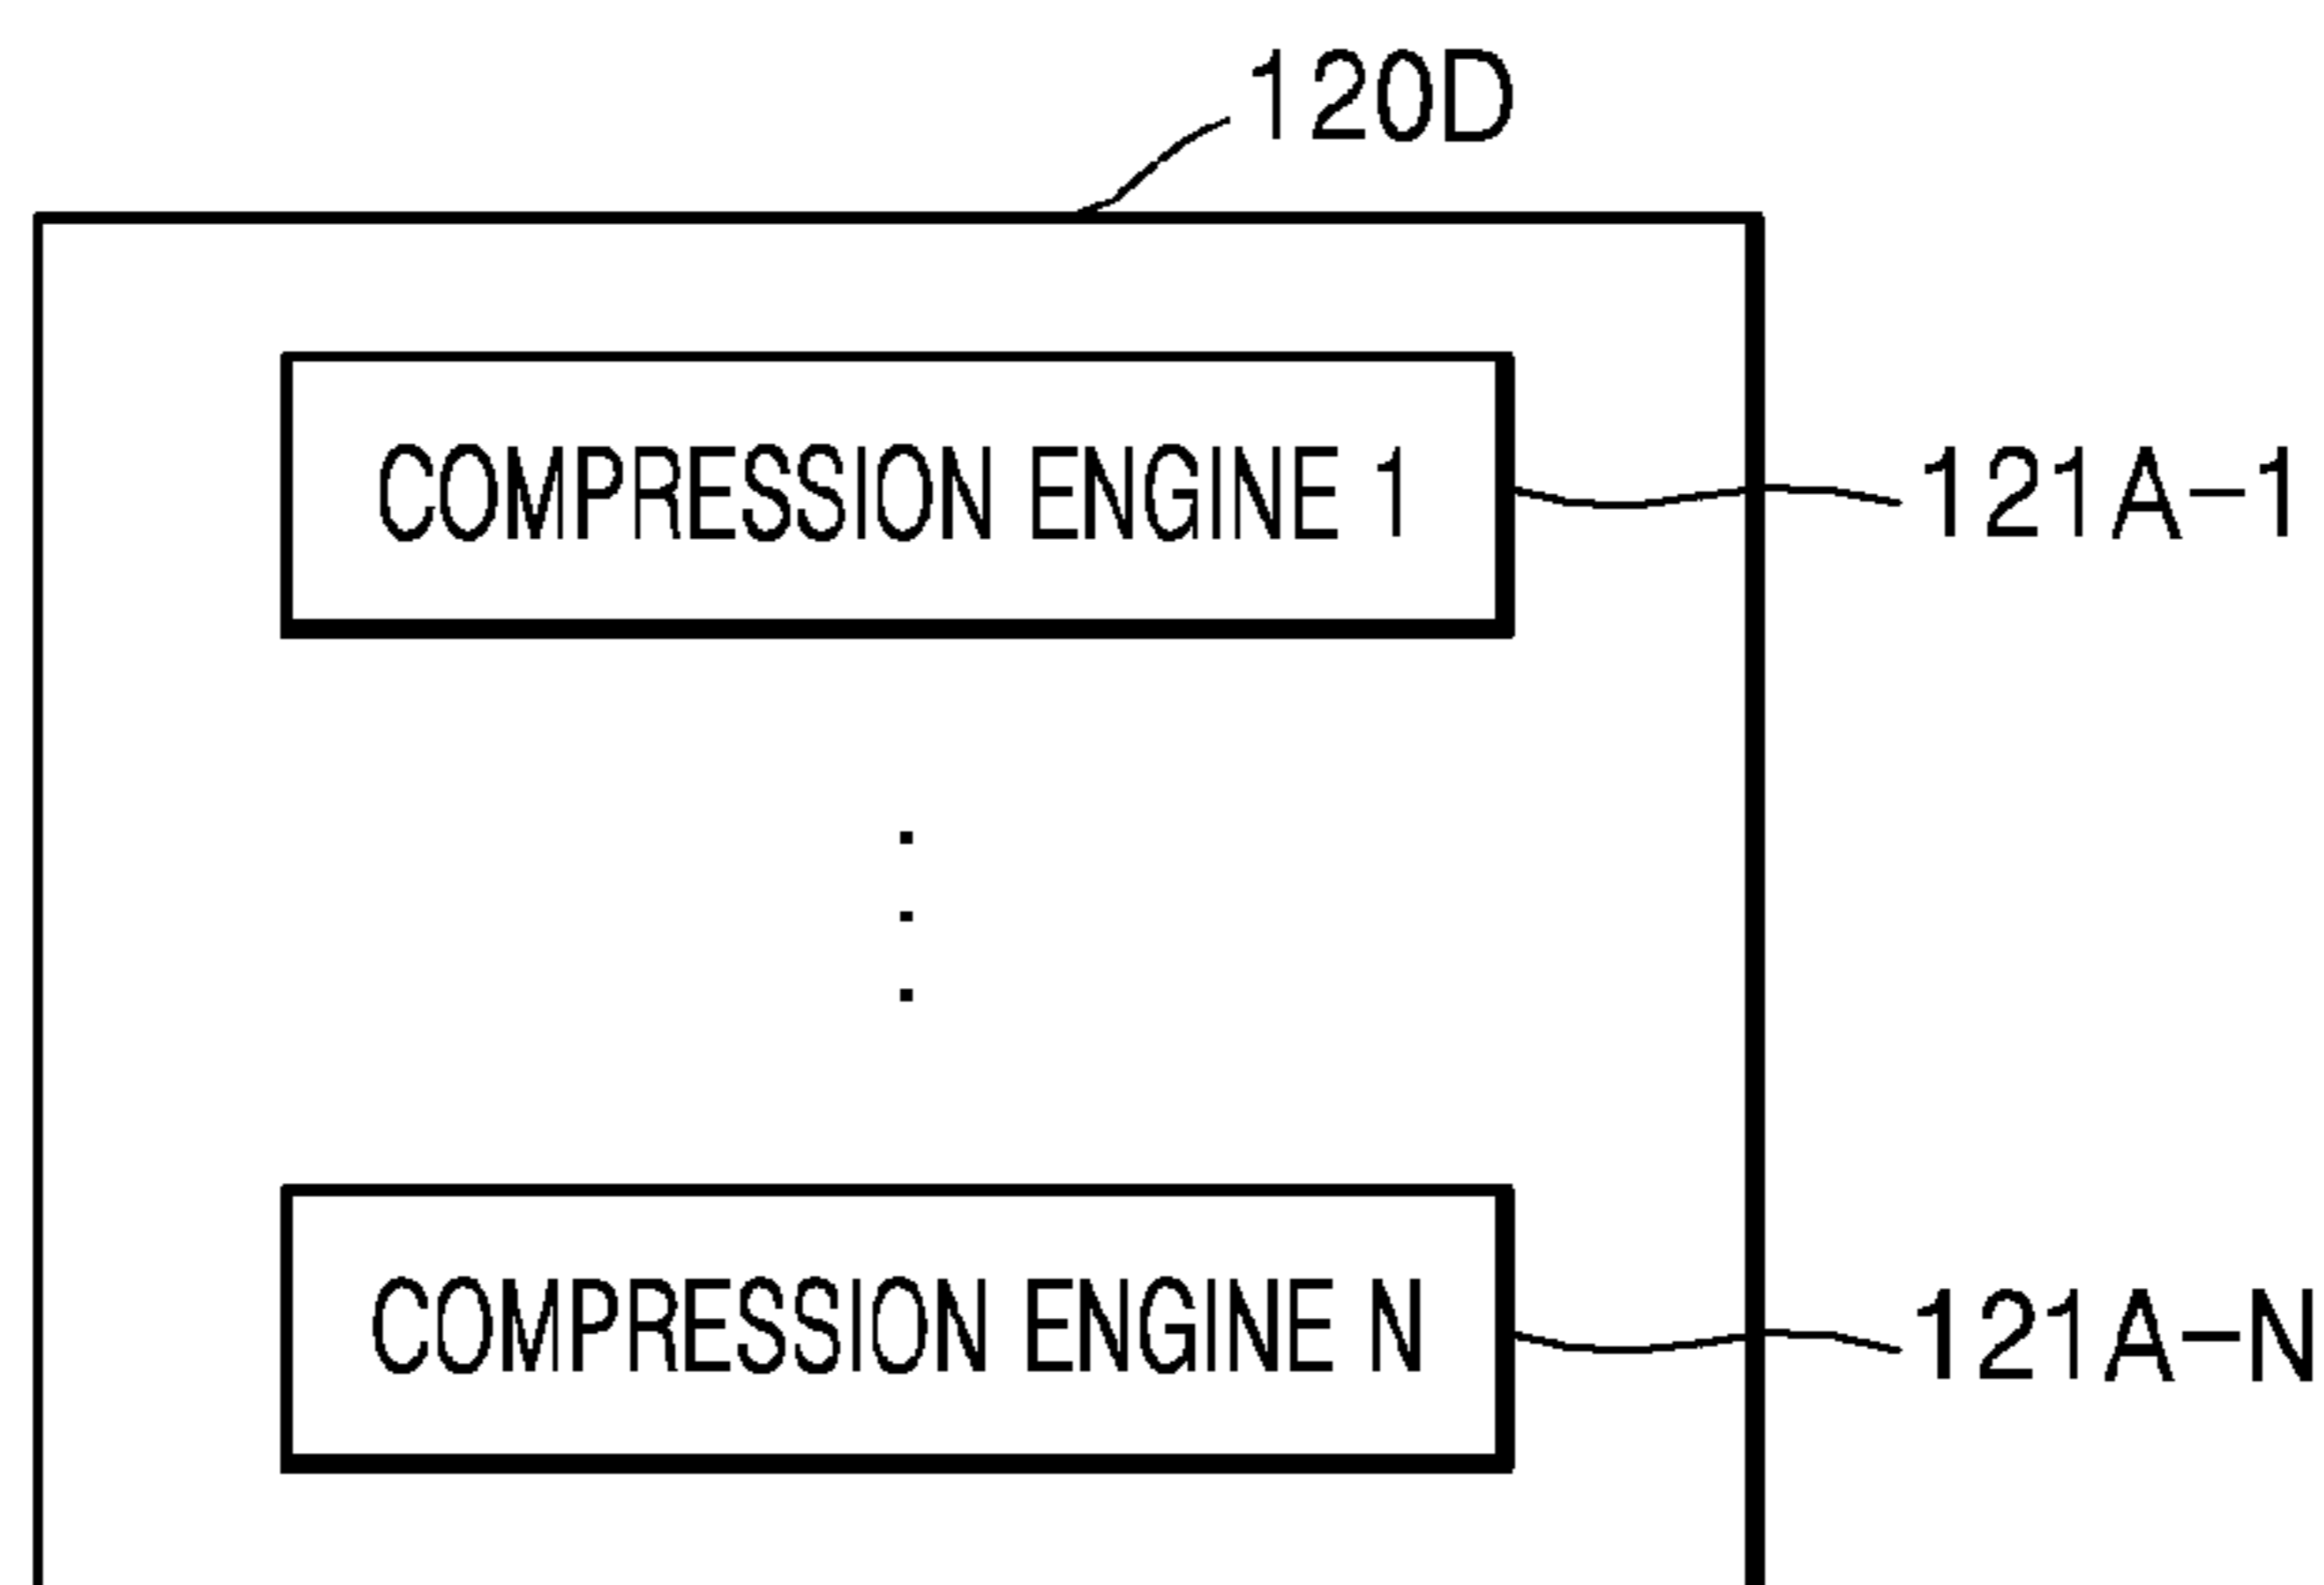 120D
COMPRESSION ENGINE 1
121A-1
COMPRESSION ENGINE N
121A-N